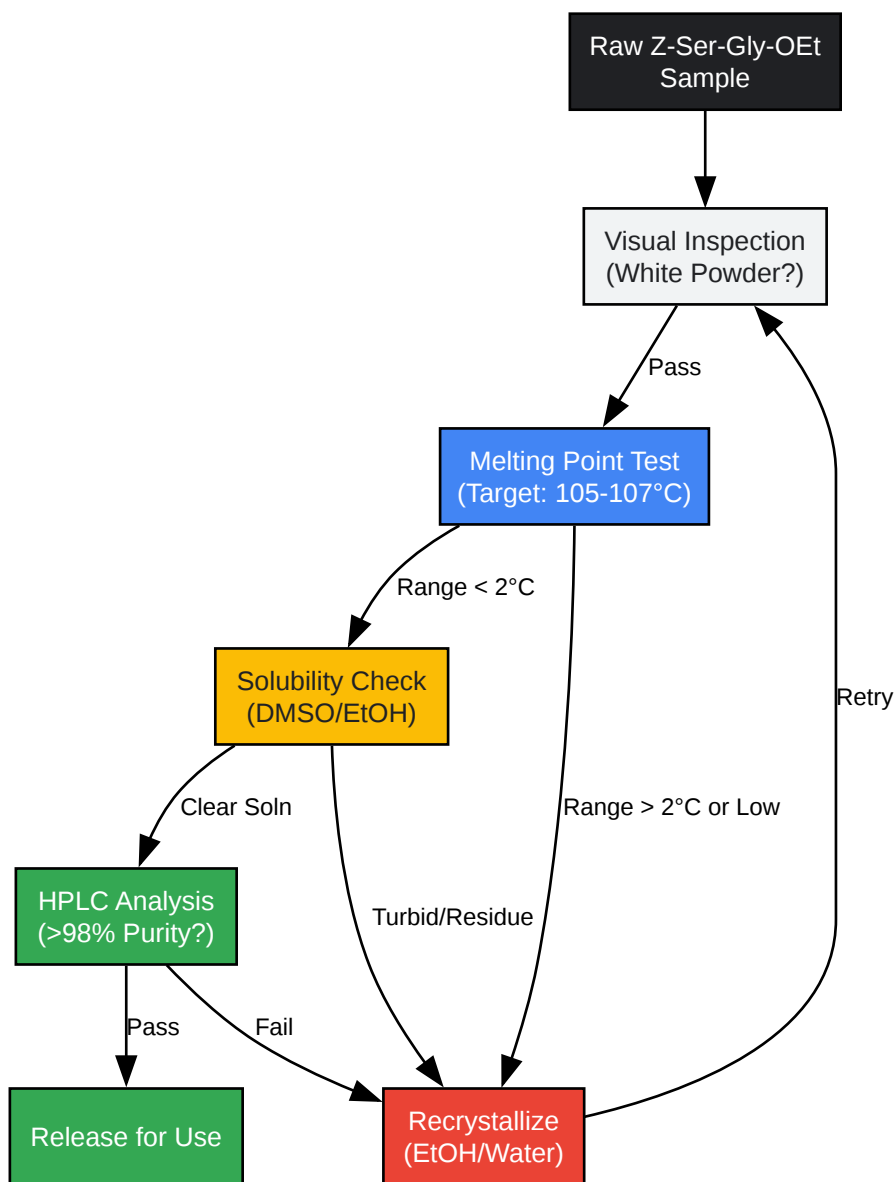 Raw Z-Ser-Gly-OEt
Sample
Visual Inspection
(White Powder?)
Pass
Melting Point Test
(Target: 105-107°C)
Range < 2°C
Solubility Check
(DMSO/EtOH)
Retry
Clear Soln
Range > 2°C or Low
HPLC Analysis
(>98% Purity?)
Turbid/Residue
Pass
Fail
Release for Use
Recrystallize
(EtOH/Water)